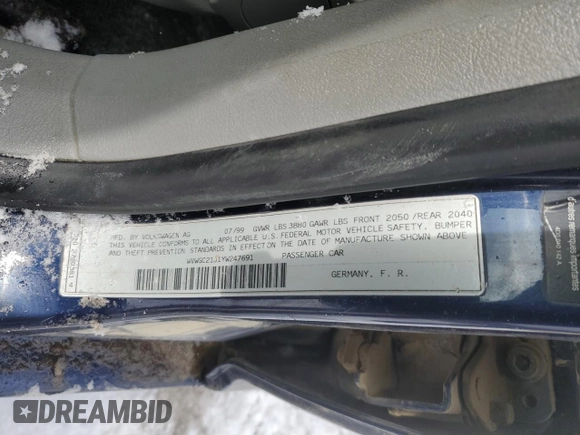 MFD. BY VOLKSWAGEN AG 07/99 GVWR LBS 3880 GAWR LBS FRONT 2050 /REAR 2040
THIS VEHICLE CONFORMS TO ALL APPLICABLE U.S. FEDERAL MOTOR VEHICLE SAFETY, BUMPER
AND THEFT PREVENTION STANDARDS IN EFFECT ON THE DATE OF MANUFACTURE SHOWN ABOVE
WVWGC21J1YW247691 PASSENGER CAR
GERMANY, F. R.
DREAMBID